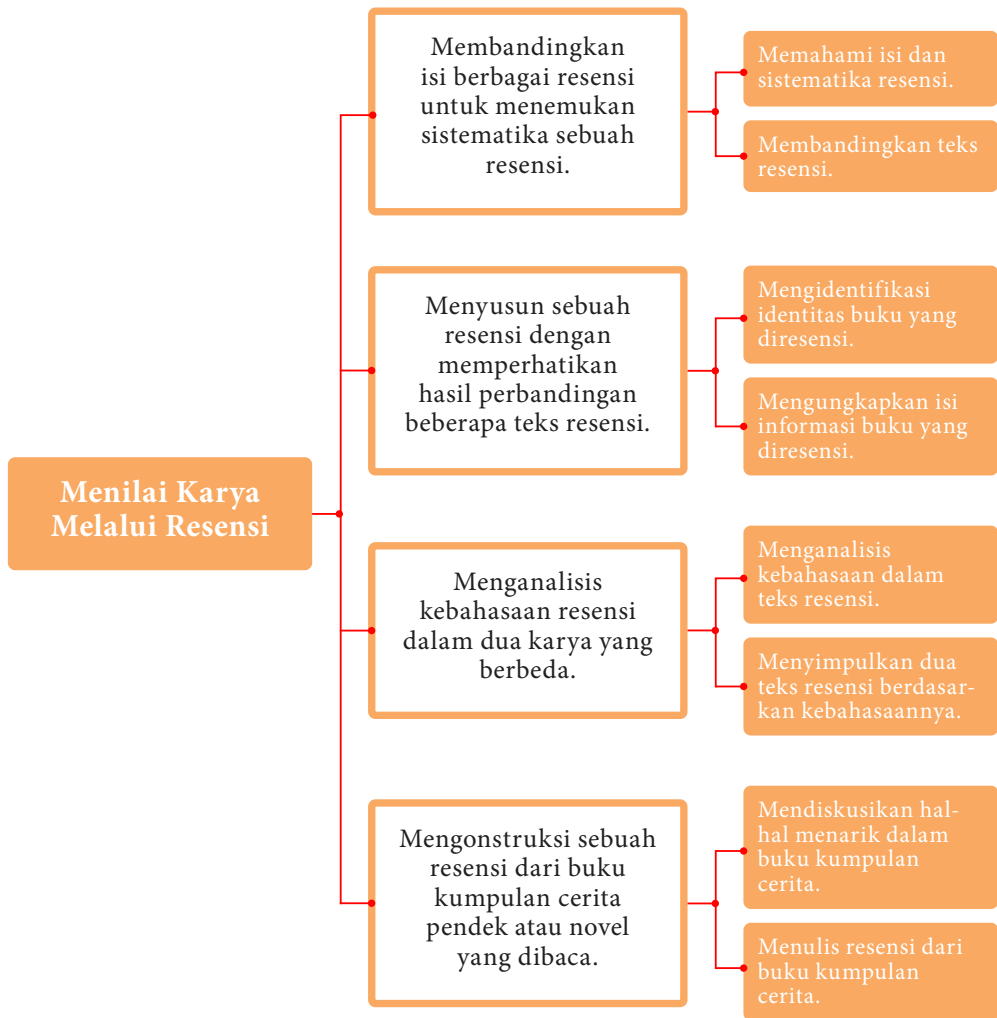 Menilai Karya
Melalui Resensi
Membandingkan
isi berbagai resensi
untuk menemukan
sistematika sebuah
resensi.
Memahami isi dan
sistematika resensi.
Membandingkan teks
resensi.
Menyusun sebuah
resensi dengan
memperhatikan
hasil perbandingan
beberapa teks resensi.
Mengidentifikasi
identitas buku yang
diresensi.
Mengungkapkan isi
informasi buku yang
diresensi.
Menganalisis
kebahasaan resensi
dalam dua karya yang
berbeda.
Menganalisis
kebahasaan dalam
teks resensi.
Menyimpulkan dua
teks resensi berdasar-
kan kebahasaannya.
Mengonstruksi sebuah
resensi dari buku
kumpulan cerita
pendek atau novel
yang dibaca.
Mendiskusikan hal-
hal menarik dalam
buku kumpulan
cerita.
Menulis resensi dari
buku kumpulan
cerita.